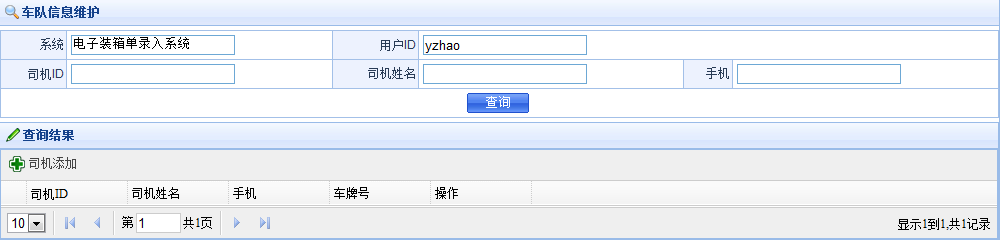 车队信息维护
系统 电子装箱单录入系统 用户ID yzhao
司机ID 司机姓名 手机
查询
查询结果
司机添加
司机ID 司机姓名 手机 车牌号 操作
10 第 1 共1页 显示1到1,共1记录